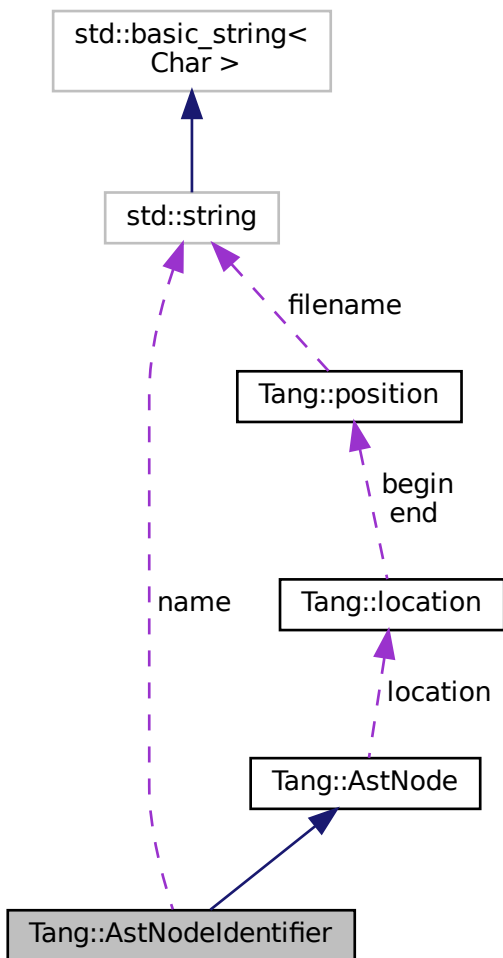 std::basic_string<
Char >
std::string
filename
Tang::position
begin
end
Tang::location
name
location
Tang::AstNode
Tang::AstNodeIdentifier